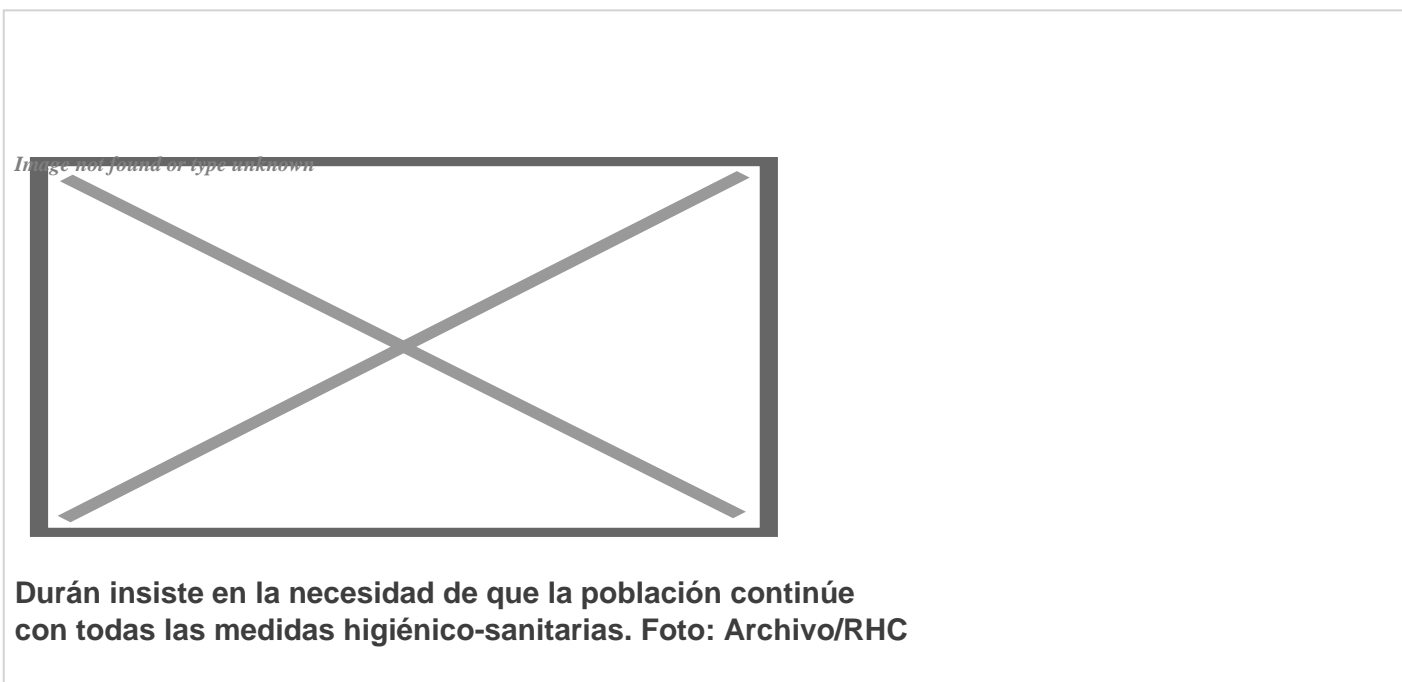 Image not found or type unknown
Durán insiste en la necesidad de que la población continúe
con todas las medidas higiénico-sanitarias. Foto: Archivo/RHC